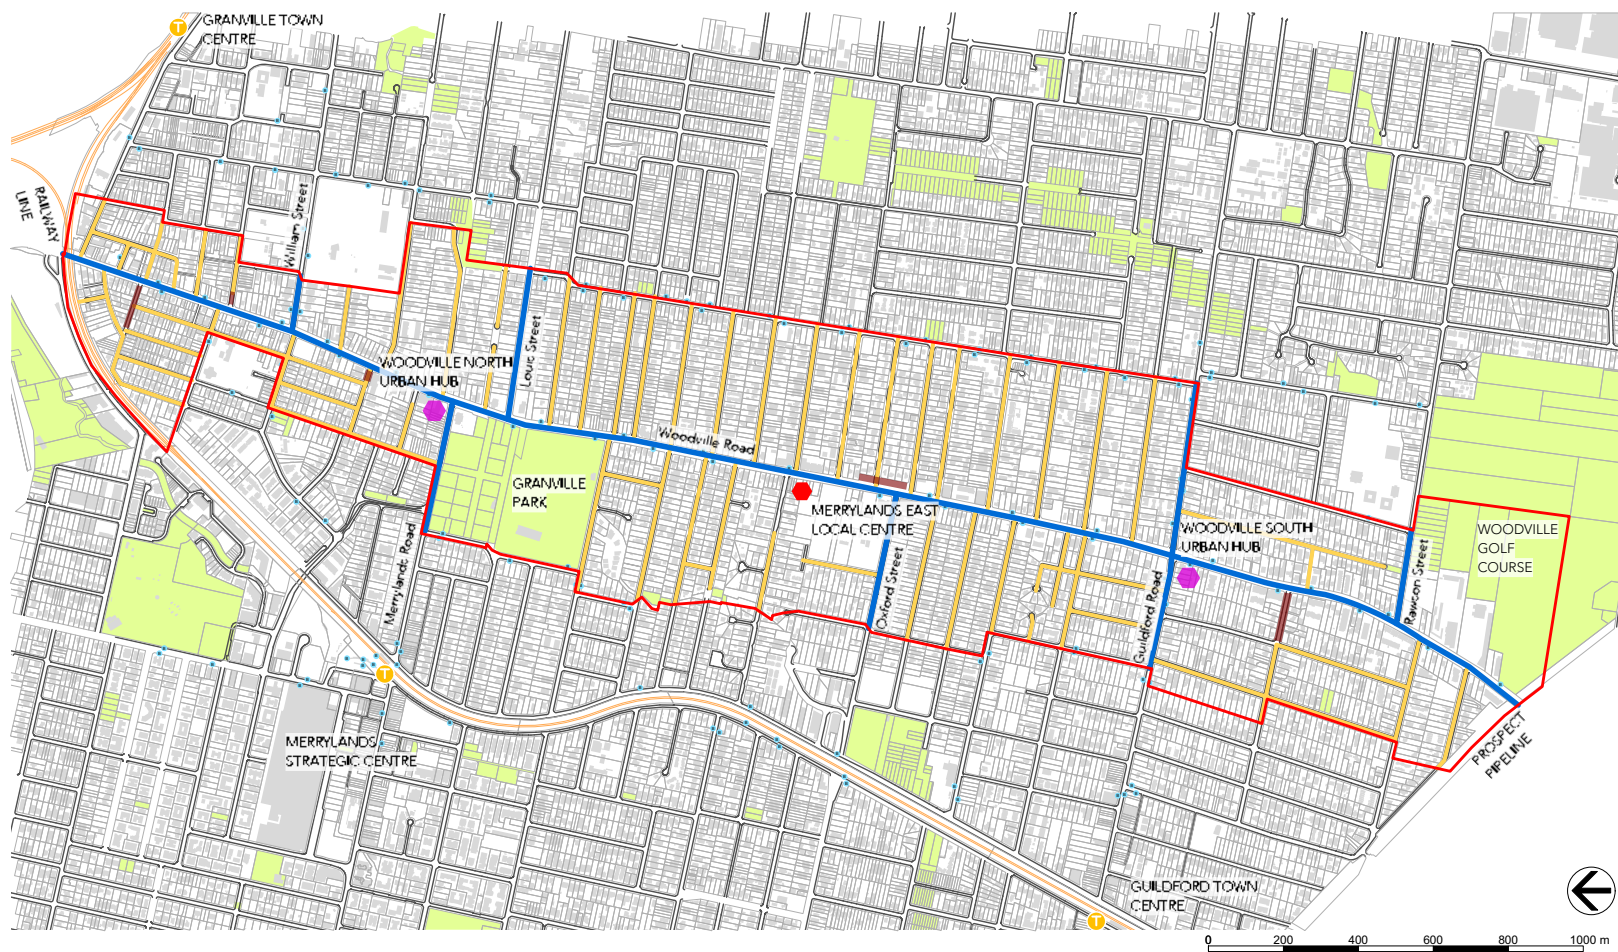 GRANVILLE TOWN
CENTRE
T
RAILWAY
LINE
William Street
WOODVILLE NORTH
URBAN HUB
Louis Street
Woodville Road
GRANVILLE
PARK
MERRYLANDS EAST
LOCAL CENTRE
Merrylands Road
Oxford Street
WOODVILLE SOUTH
URBAN HUB
Guildford Road
Rawson Street
WOODVILLE
GOLF
COURSE
PROSPECT
PIPELINE
T
MERRYLANDS
STRATEGIC CENTRE
GUILDFORD TOWN
CENTRE
T
0 200 400 600 800 1000 m